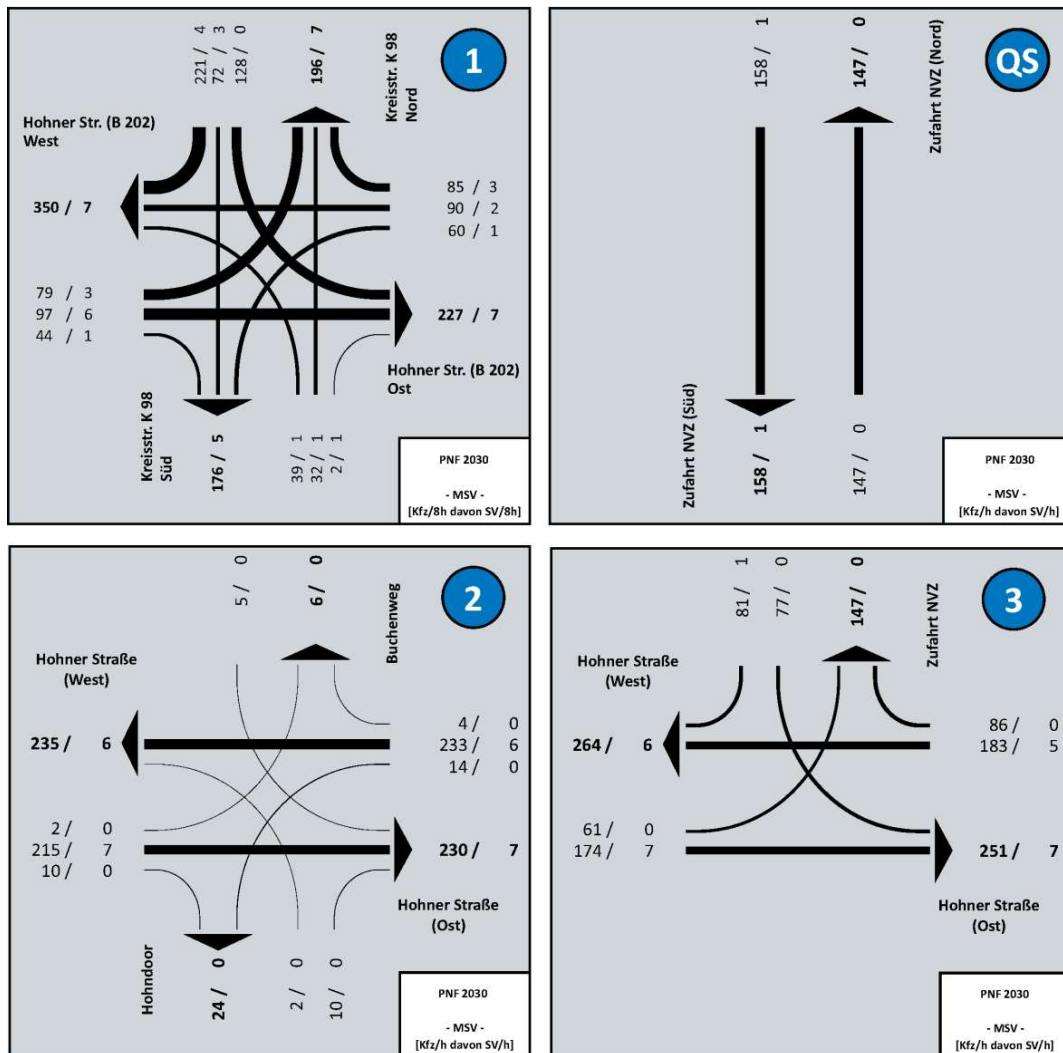 221 / 4
72 / 3
128 / 0
196 / 7
Kreisstr. K 98
Nord
1
Hohner Str. (B 202)
West
350 / 7
85 / 3
90 / 2
60 / 1
79 / 3
97 / 6
44 / 1
227 / 7
Hohner Str. (B 202)
Ost
Kreisstr. K 98
Süd
176 / 5
39 / 1
32 / 1
2 / 1
PNF 2030
- MSV -
[Kfz/8h davon SV/8h]
158 / 1
147 / 0
Zufahrt NVZ (Nord)
QS
Zufahrt NVZ (Süd)
158 / 1
147 / 0
PNF 2030
- MSV -
[Kfz/h davon SV/h]
5 / 0
6 / 0
Buchenweg
2
Hohner Straße
(West)
235 / 6
4 / 0
233 / 6
14 / 0
2 / 0
215 / 7
10 / 0
230 / 7
Hohner Straße
(Ost)
Hohndoor
24 / 0
2 / 0
10 / 0
PNF 2030
- MSV -
[Kfz/h davon SV/h]
81 / 1
77 / 0
147 / 0
Zufahrt NVZ
3
Hohner Straße
(West)
264 / 6
86 / 0
183 / 5
61 / 0
174 / 7
251 / 7
Hohner Straße
(Ost)
PNF 2030
- MSV -
[Kfz/h davon SV/h]